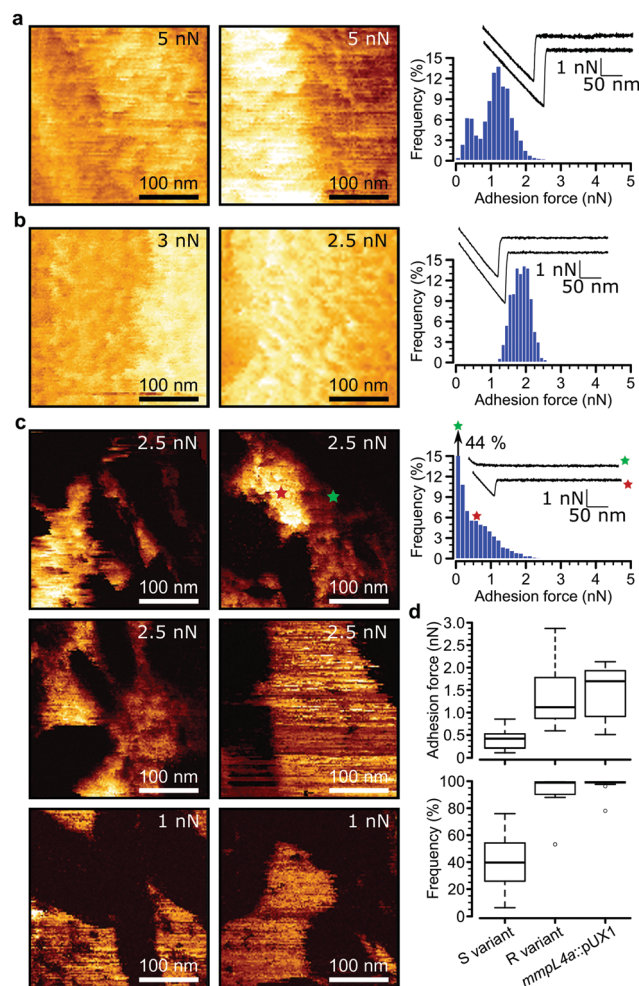 a
5 nN
100 nm
5 nN
100 nm
Frequency (%)
15
12
9
6
3
0
1 nN
50 nm
0 1 2 3 4 5
Adhesion force (nN)
b
3 nN
100 nm
2.5 nN
100 nm
Frequency (%)
15
12
9
6
3
0
1 nN
50 nm
0 1 2 3 4 5
Adhesion force (nN)
c
2.5 nN
100 nm
2.5 nN
100 nm
Frequency (%)
15
12
9
6
3
0
44 %
1 nN
50 nm
0 1 2 3 4 5
Adhesion force (nN)
2.5 nN
100 nm
2.5 nN
100 nm
1 nN
100 nm
1 nN
100 nm
d
Adhesion force (nN)
3.0
2.5
2.0
1.5
1.0
0.5
0
Frequency (%)
100
80
60
40
20
0
S variant
R variant
mmpL4a::pUX1